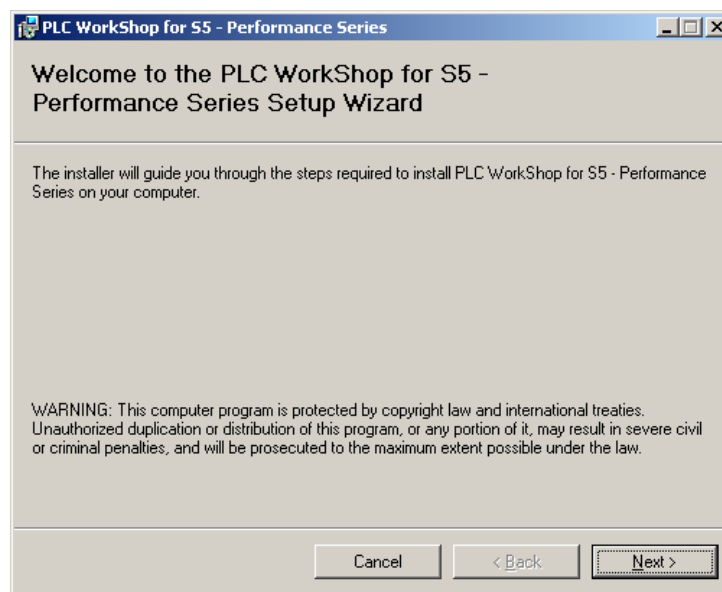 PLC WorkShop for S5 - Performance Series
Welcome to the PLC WorkShop for S5 -
Performance Series Setup Wizard
The installer will guide you through the steps required to install PLC WorkShop for S5 - Performance
Series on your computer.
WARNING: This computer program is protected by copyright law and international treaties.
Unauthorized duplication or distribution of this program, or any portion of it, may result in severe civil
or criminal penalties, and will be prosecuted to the maximum extent possible under the law.
Cancel < Back Next >